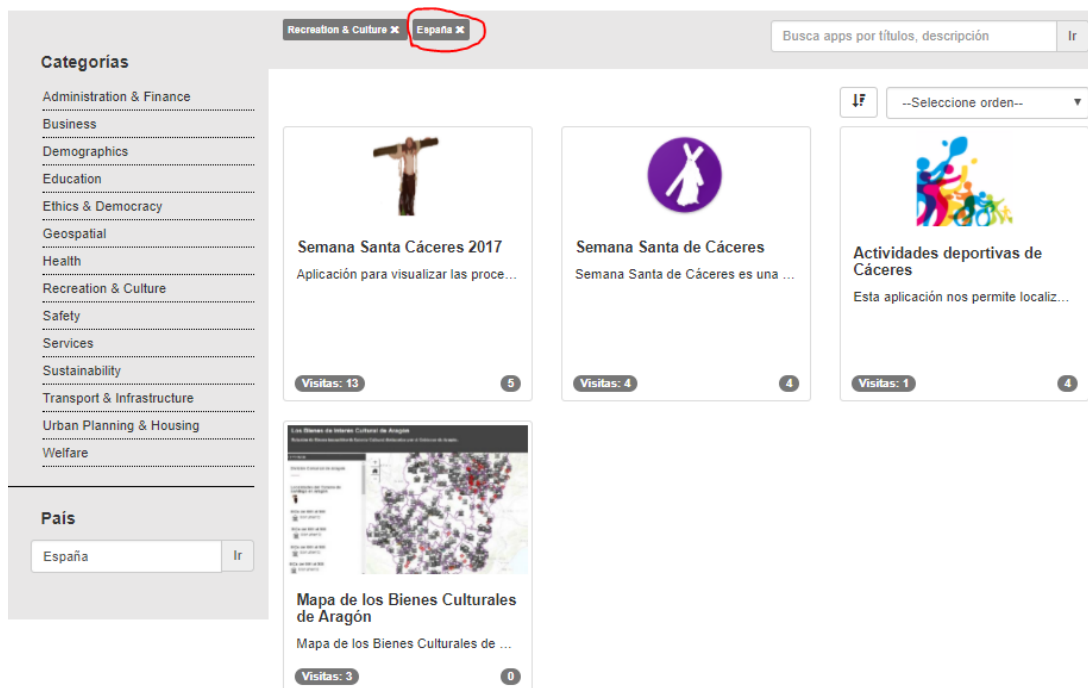 Recreation & Culture ✖
España ✖
Busca apps por títulos, descripción
Ir
Categorías
Administration & Finance
Business
Demographics
Education
Ethics & Democracy
Geospatial
Health
Recreation & Culture
Safety
Services
Sustainability
Transport & Infrastructure
Urban Planning & Housing
Welfare
País
España
Ir
--Seleccione orden--
Semana Santa Cáceres 2017
Aplicación para visualizar las proce...
Visitas: 13
5
Semana Santa de Cáceres
Semana Santa de Cáceres es una ...
Visitas: 4
4
Actividades deportivas de
Cáceres
Esta aplicación nos permite localiz...
Visitas: 1
4
Los Bienes de Interes Cultural de Aragón
Mapa de los Bienes Culturales
de Aragón
Mapa de los Bienes Culturales de ...
Visitas: 3
0